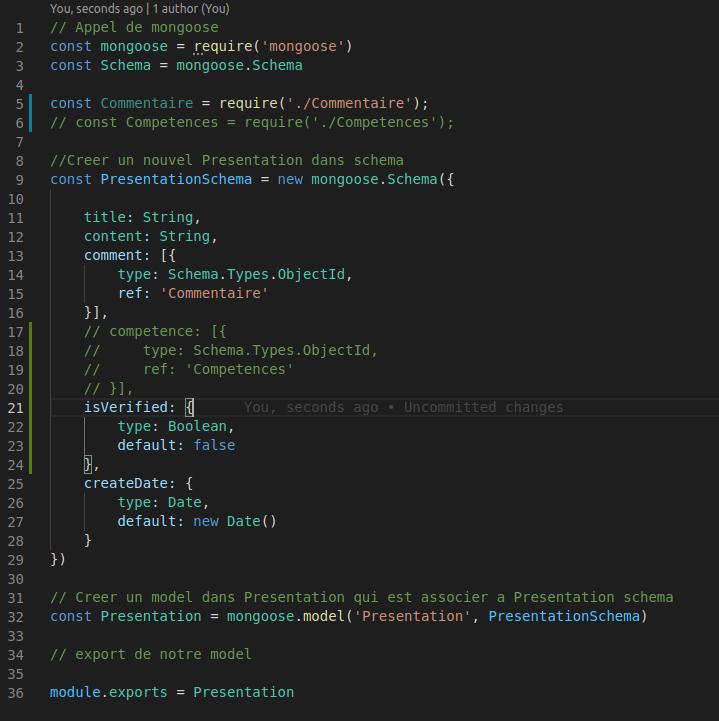 You, seconds ago | 1 author (You)
1 // Appel de mongoose
2 const mongoose = require('mongoose')
3 const Schema = mongoose.Schema
4
5 const Commentaire = require('./Commentaire');
6 // const Competences = require('./Competences');
7
8 //Creer un nouvel Presentation dans schema
9 const PresentationSchema = new mongoose.Schema({
10
11     title: String,
12     content: String,
13     comment: [{
14         type: Schema.Types.ObjectId,
15         ref: 'Commentaire'
16     }],
17     // competence: [{
18     //     type: Schema.Types.ObjectId,
19     //     ref: 'Competences'
20     // }],
21     isVerified: {      You, seconds ago • Uncommitted changes
22         type: Boolean,
23         default: false
24     },
25     createDate: {
26         type: Date,
27         default: new Date()
28     }
29 })
30
31 // Creer un model dans Presentation qui est associer a Presentation schema
32 const Presentation = mongoose.model('Presentation', PresentationSchema)
33
34 // export de notre model
35
36 module.exports = Presentation